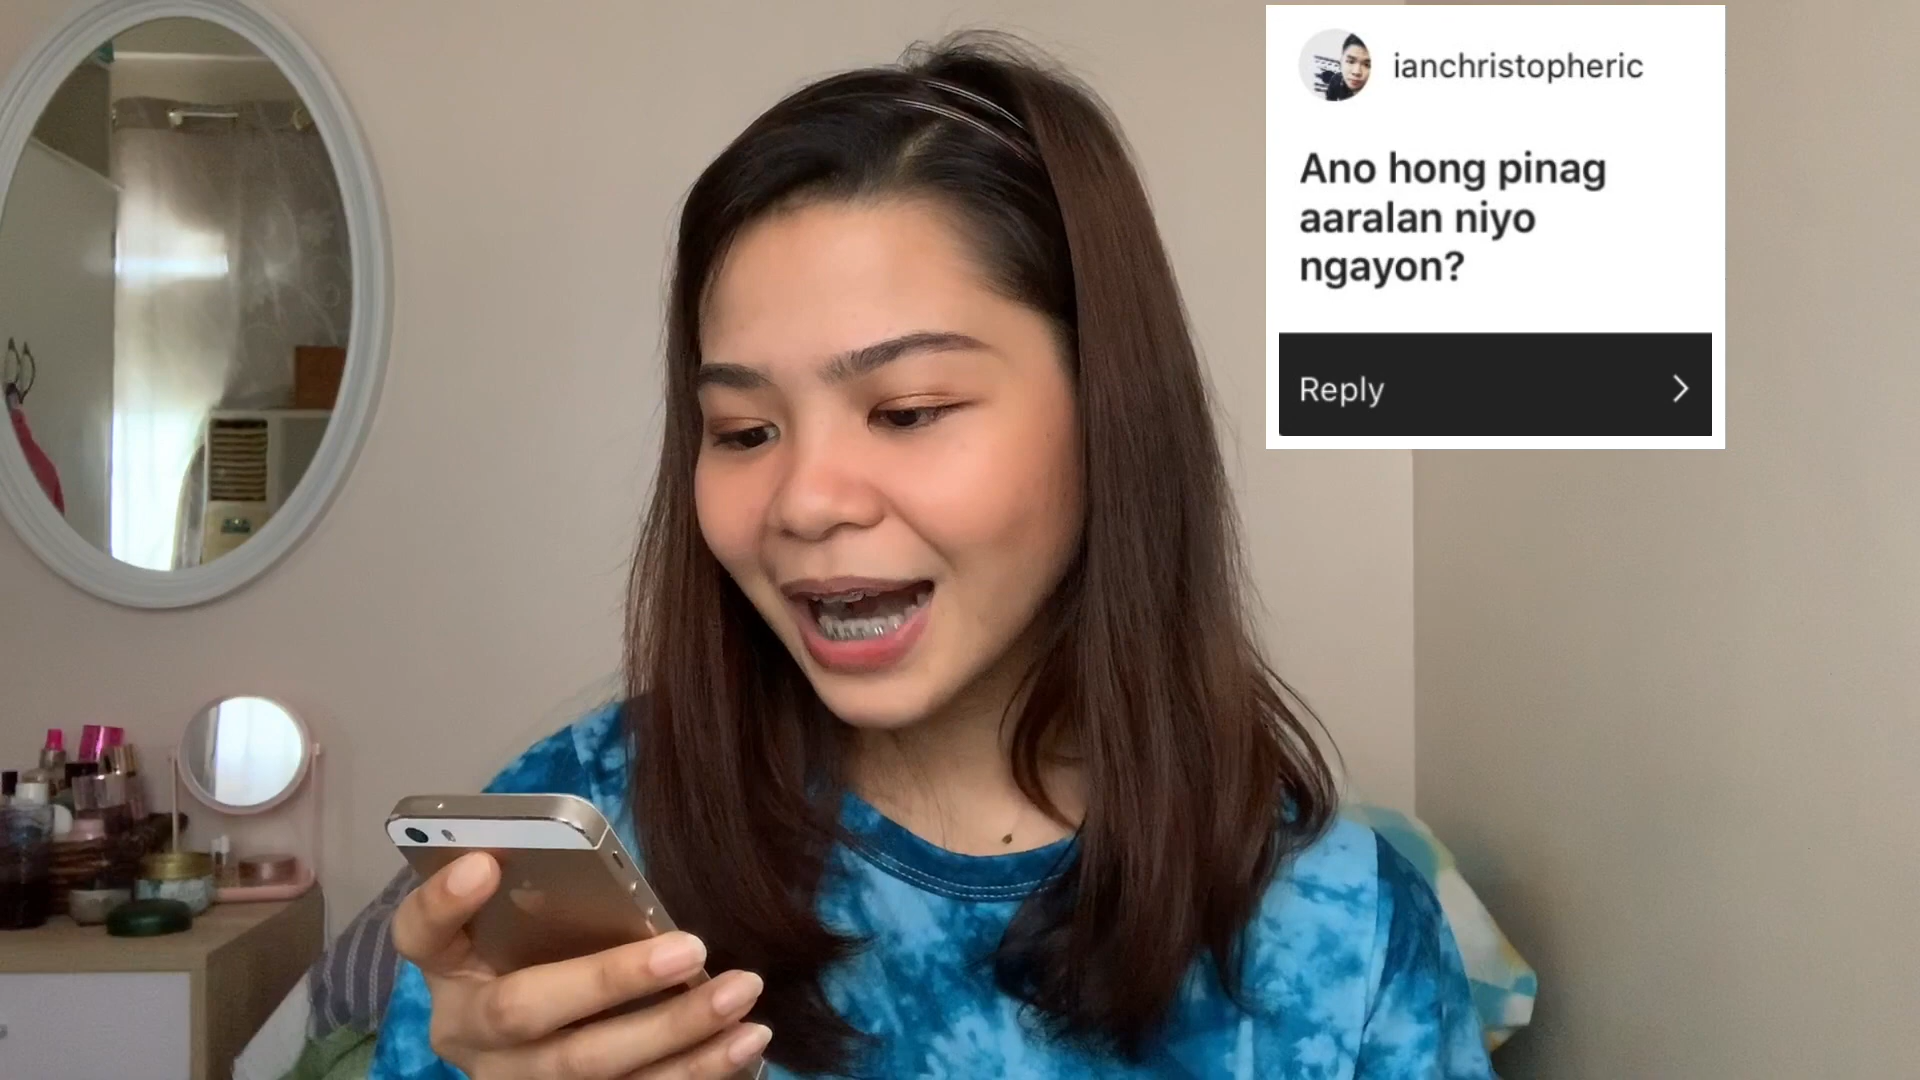 ianchristopheric
Ano hong pinag
aaralan niyo
ngayon?
Reply